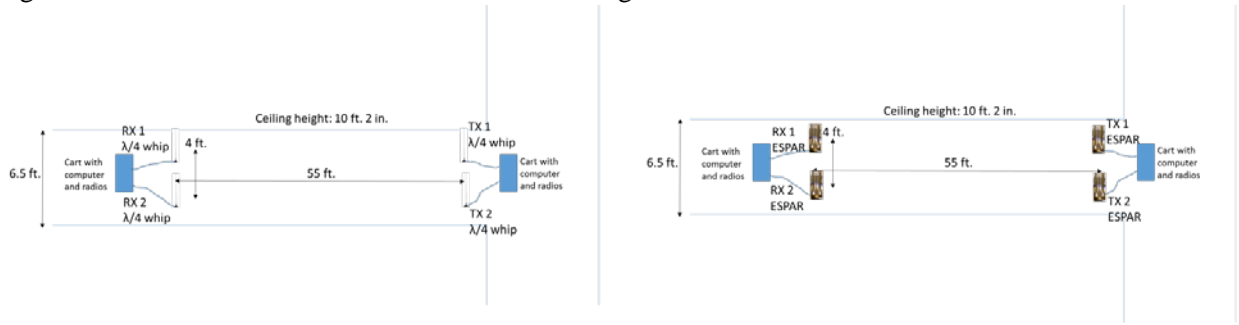 Ceiling height: 10 ft. 2 in.
RX 1
λ/4 whip
4 ft.
TX 1
λ/4 whip
6.5 ft.
Cart with
computer
and radios
55 ft.
Cart with
computer
and radios
RX 2
λ/4 whip
TX 2
λ/4 whip
Ceiling height: 10 ft. 2 in.
RX 1
ESPAR
4 ft.
TX 1
ESPAR
6.5 ft.
Cart with
computer
and radios
55 ft.
Cart with
computer
and radios
RX 2
ESPAR
TX 2
ESPAR